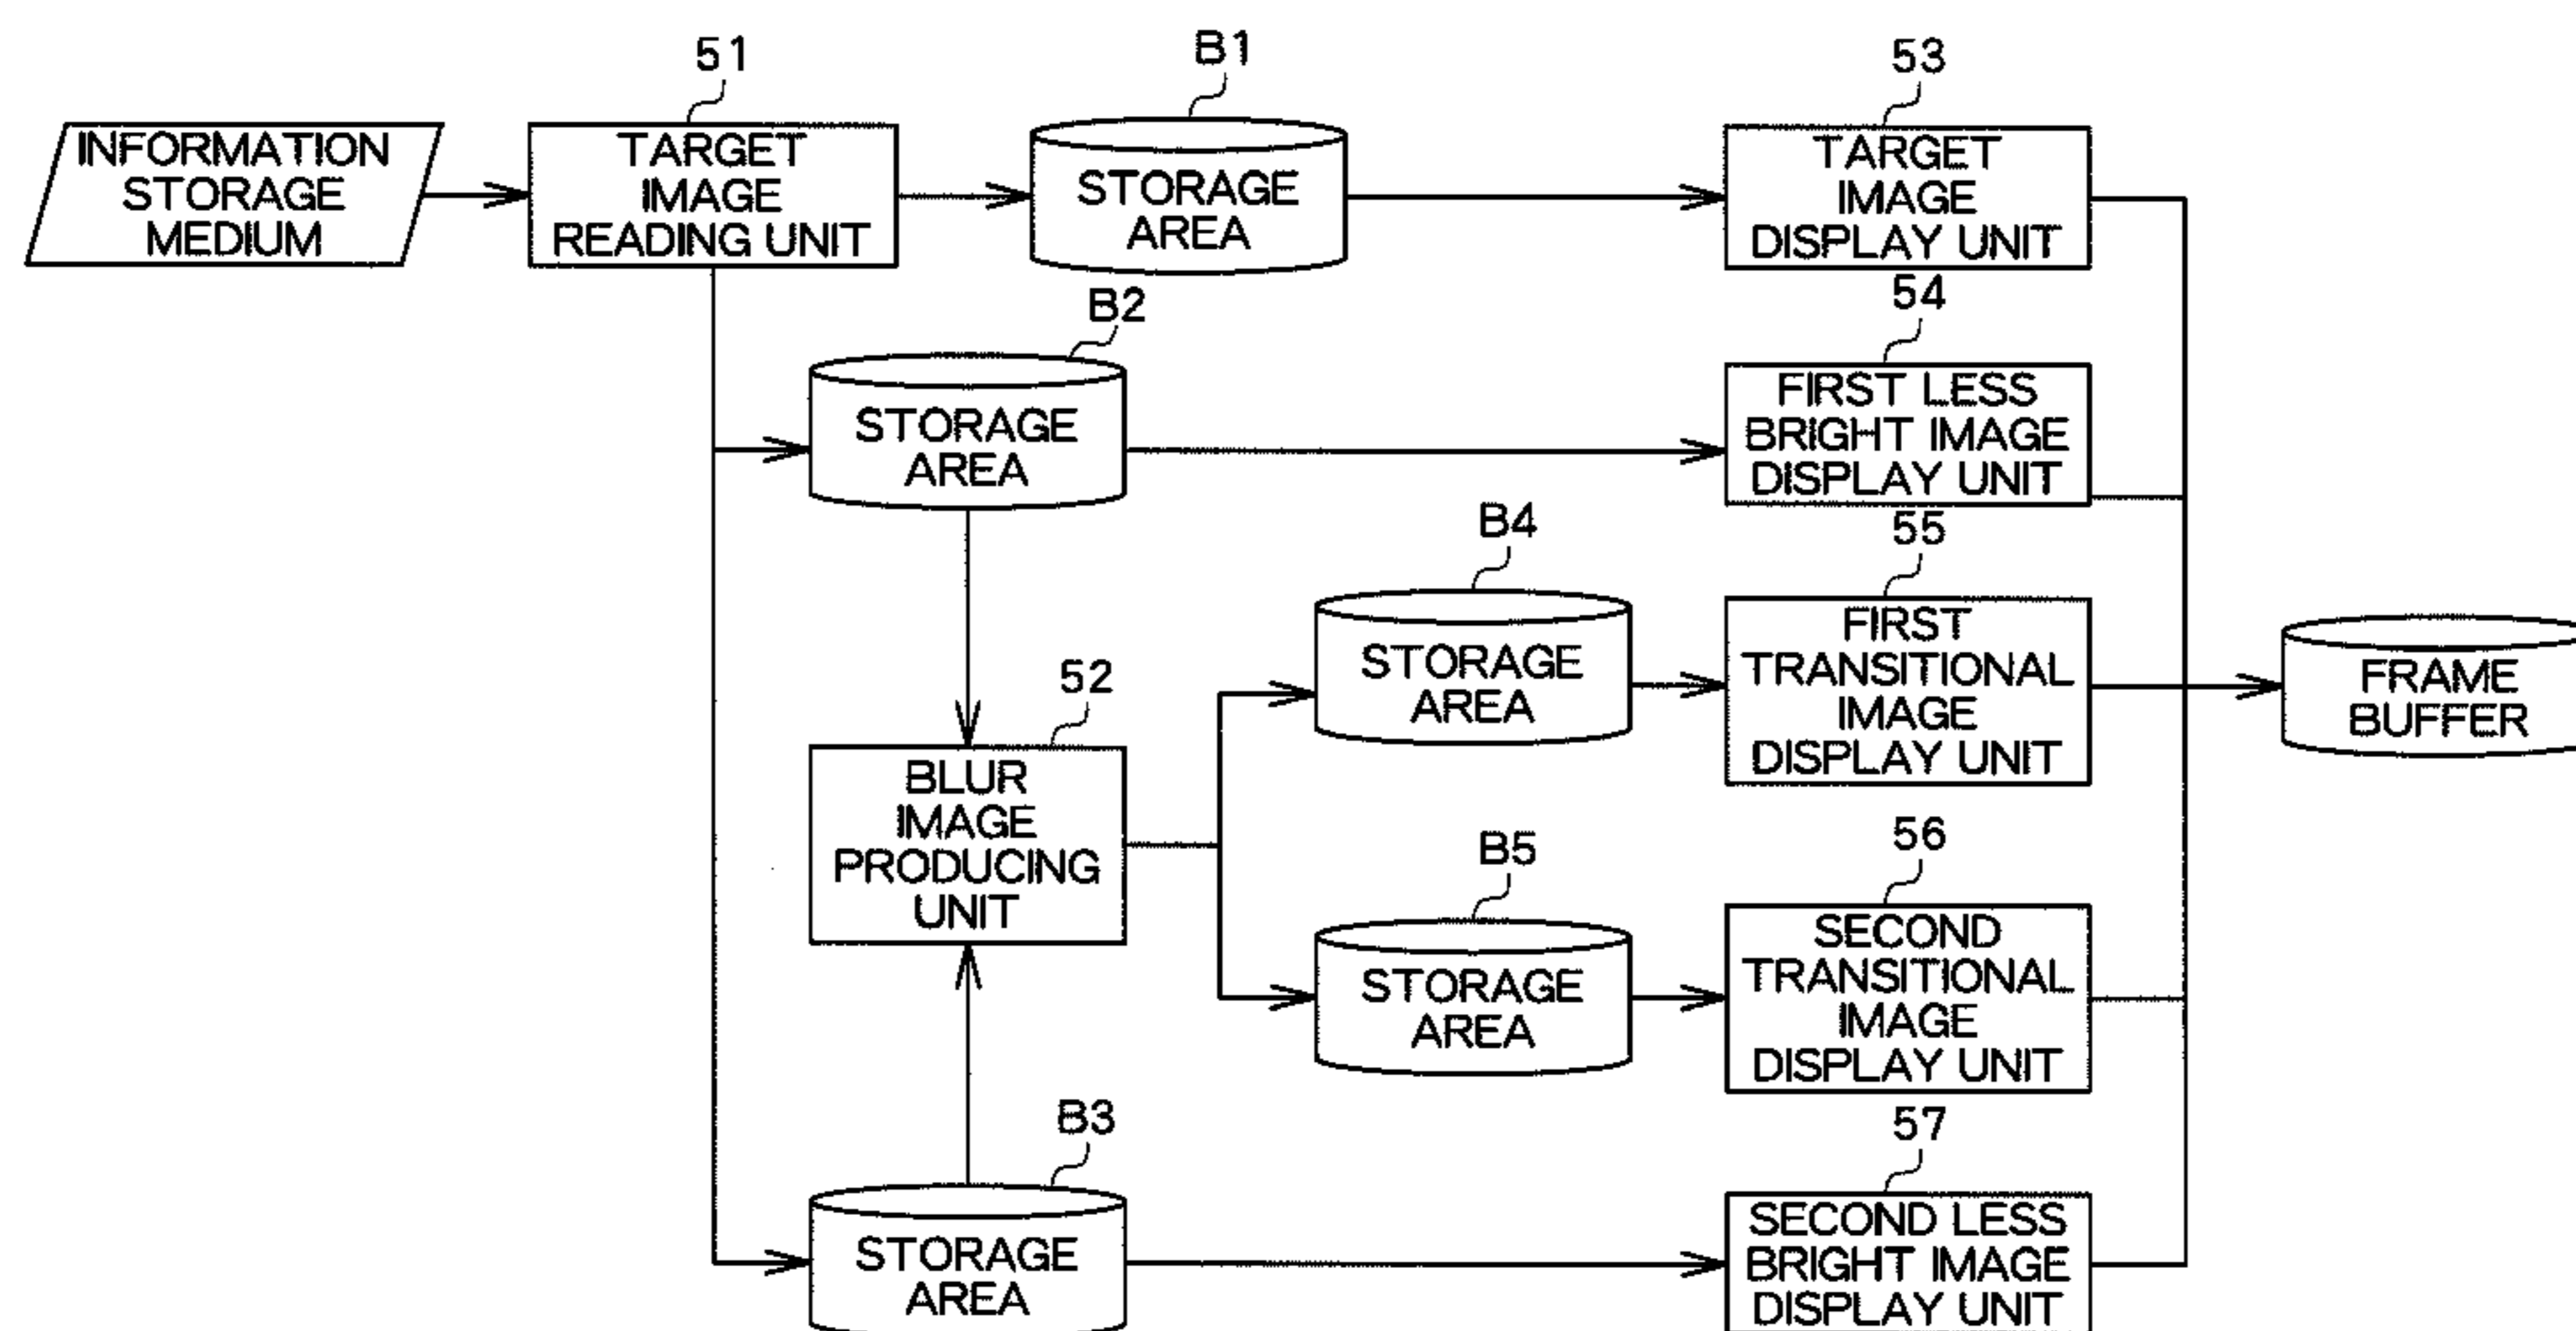 51
B1
53
INFORMATION
STORAGE
MEDIUM
TARGET
IMAGE
READING UNIT
STORAGE
AREA
TARGET
IMAGE
DISPLAY UNIT
B2
54
STORAGE
AREA
FIRST LESS
BRIGHT IMAGE
DISPLAY UNIT
B4
55
STORAGE
AREA
FIRST
TRANSITIONAL
IMAGE
DISPLAY UNIT
FRAME
BUFFER
52
BLUR
IMAGE
PRODUCING
UNIT
B5
56
STORAGE
AREA
SECOND
TRANSITIONAL
IMAGE
DISPLAY UNIT
B3
57
STORAGE
AREA
SECOND LESS
BRIGHT IMAGE
DISPLAY UNIT